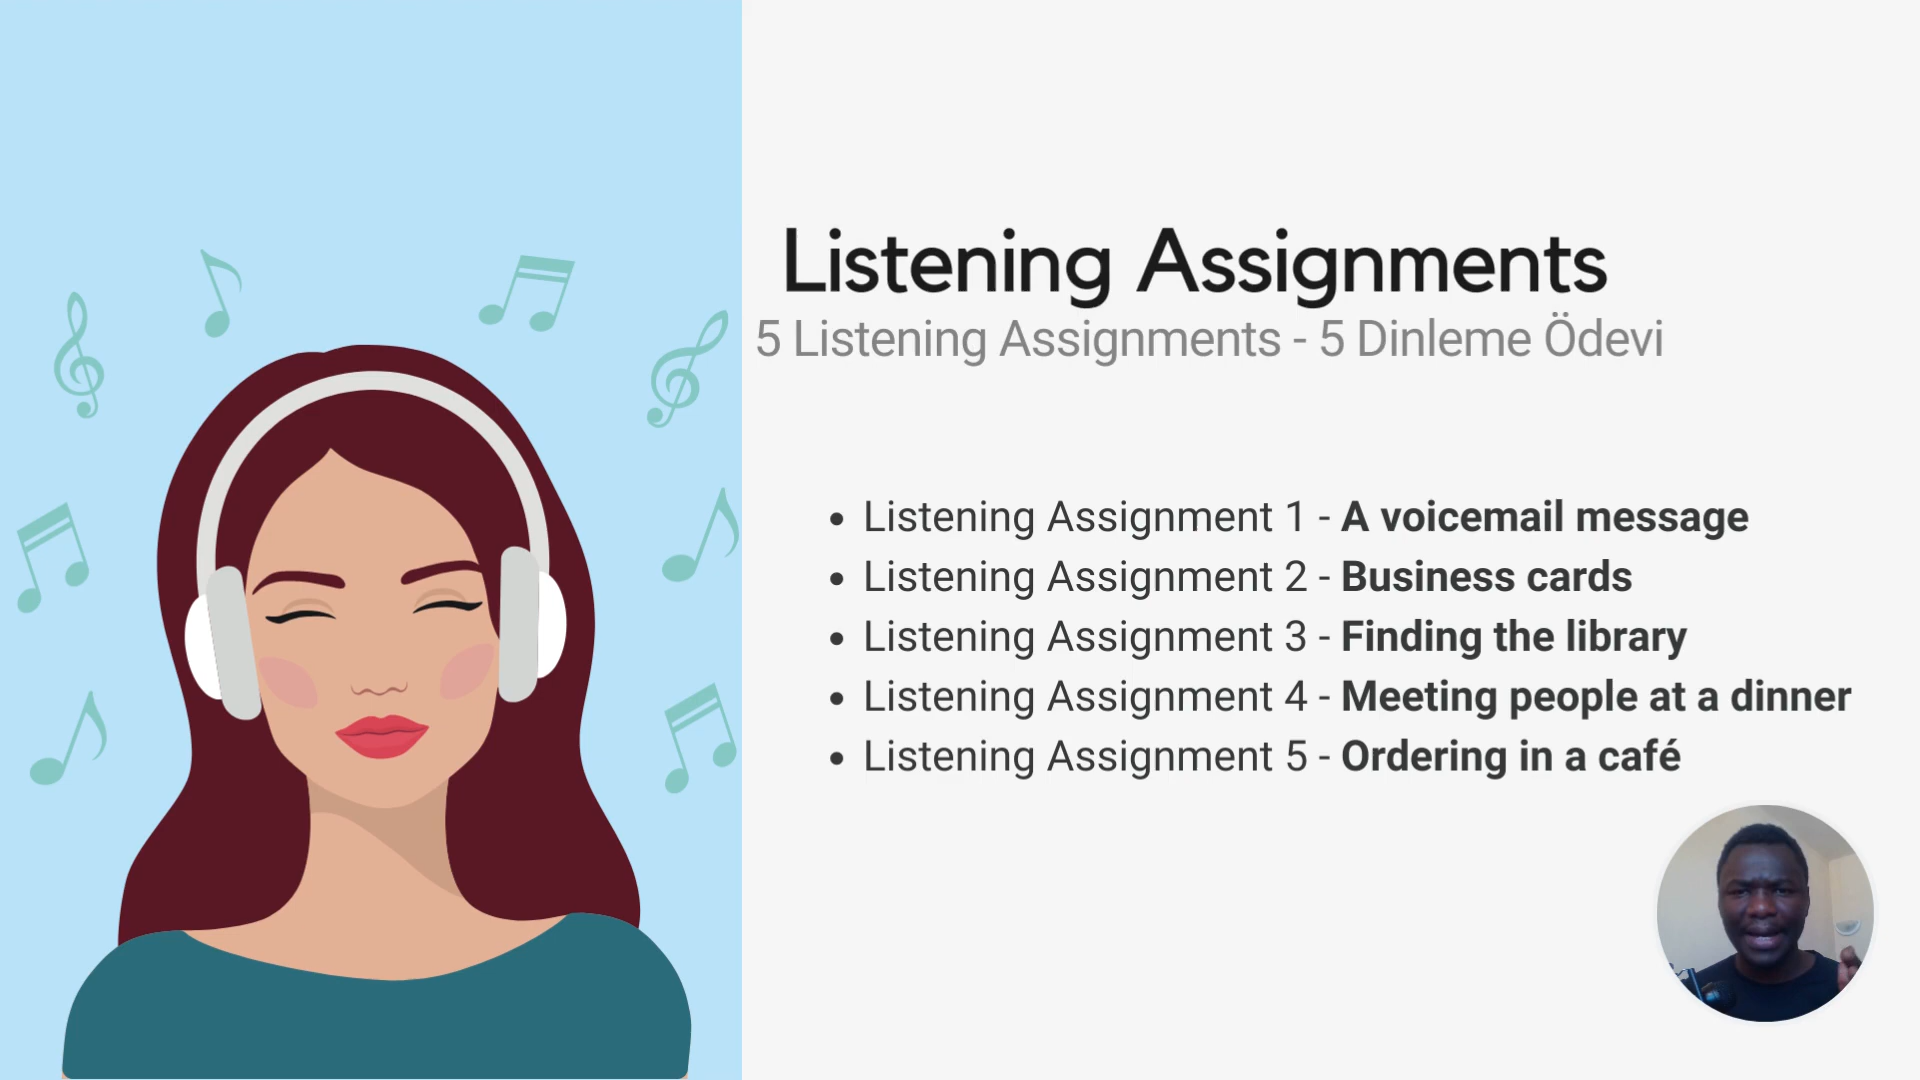 Listening Assignments
5 Listening Assignments - 5 Dinleme Ödevi
• Listening Assignment 1 - A voicemail message
• Listening Assignment 2 - Business cards
• Listening Assignment 3 - Finding the library
• Listening Assignment 4 - Meeting people at a dinner
• Listening Assignment 5 - Ordering in a café